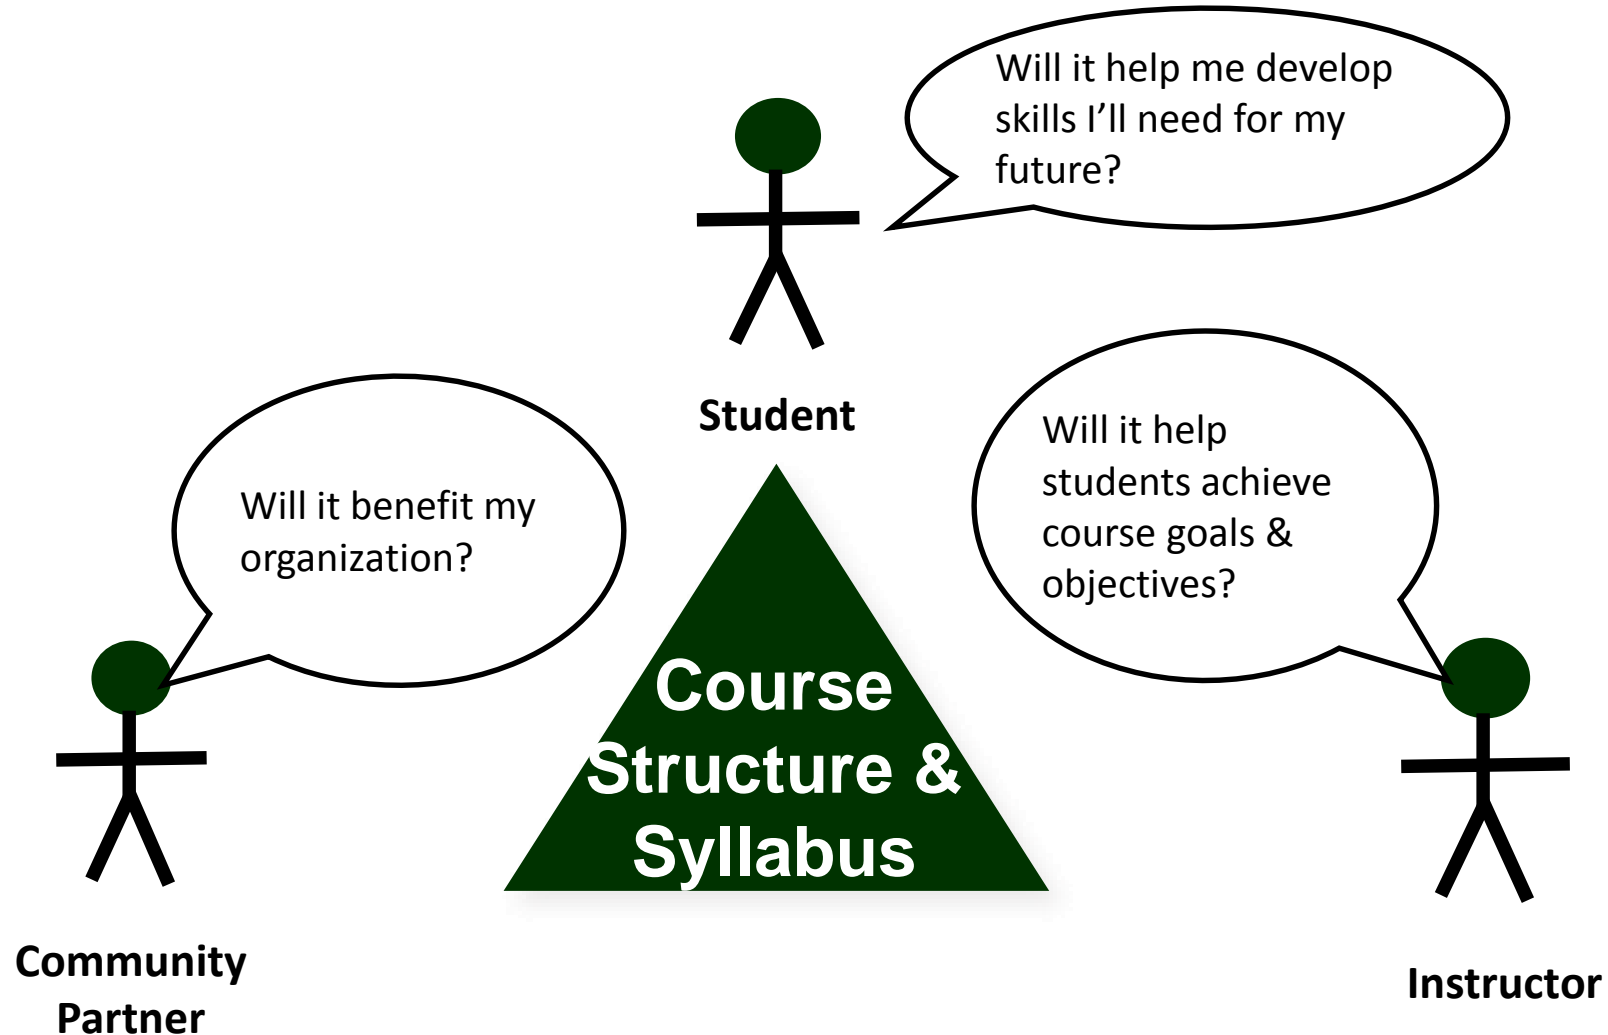 Will it help me develop
skills I’ll need for my
future?
Student
Will it benefit my
organization?
Will it help
students achieve
course goals &
objectives?
Course
Structure &
Syllabus
Community
Partner
Instructor